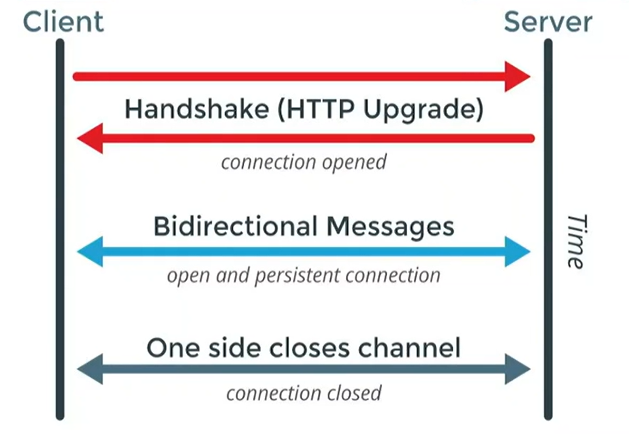 Client
Server
Handshake (HTTP Upgrade)
connection opened
Bidirectional Messages
open and persistent connection
Time
One side closes channel
connection closed